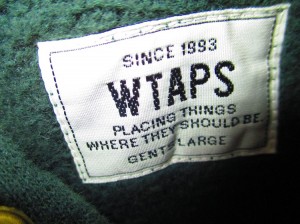 SINCE 1993
WTAPS
PLACING THINGS
WHERE THEY SHOULD BE.
GENTS LARGE